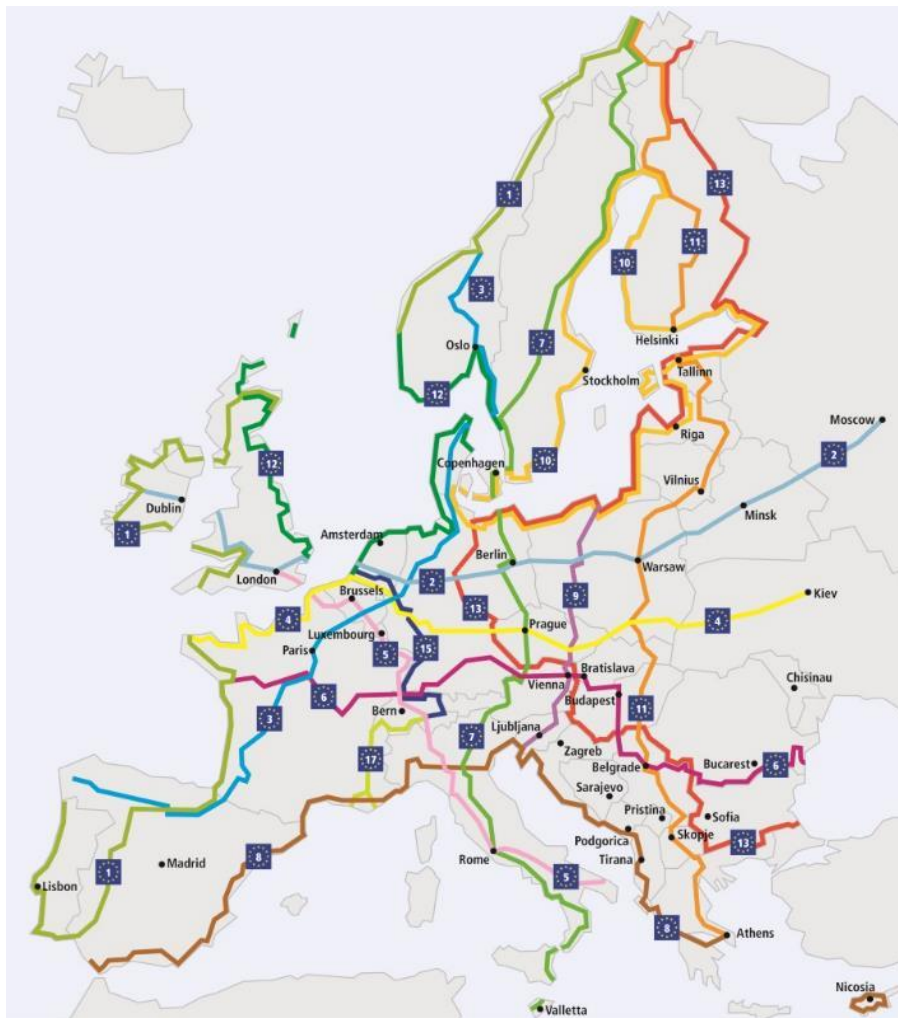 1
13
11
10
3
Oslo
7
Helsinki
Stockholm
Tallinn
12
Moscow
Riga
2
12
Copenhagen
10
Vilnius
Dublin
Minsk
1
Amsterdam
Berlin
Warsaw
London
2
Brussels
9
Kiev
13
4
4
Prague
Luxembourg
Paris
5
15
Bratislava
Vienna
Chisinau
6
Budapest
Bern
3
11
7
Ljubljana
Zagreb
17
Belgrade
Bucarest
6
Sarajevo
Pristina
Sofia
Skopje
Podgorica
13
Rome
Tirana
8
Madrid
1
5
Lisbon
8
Athens
Nicosia
Valletta